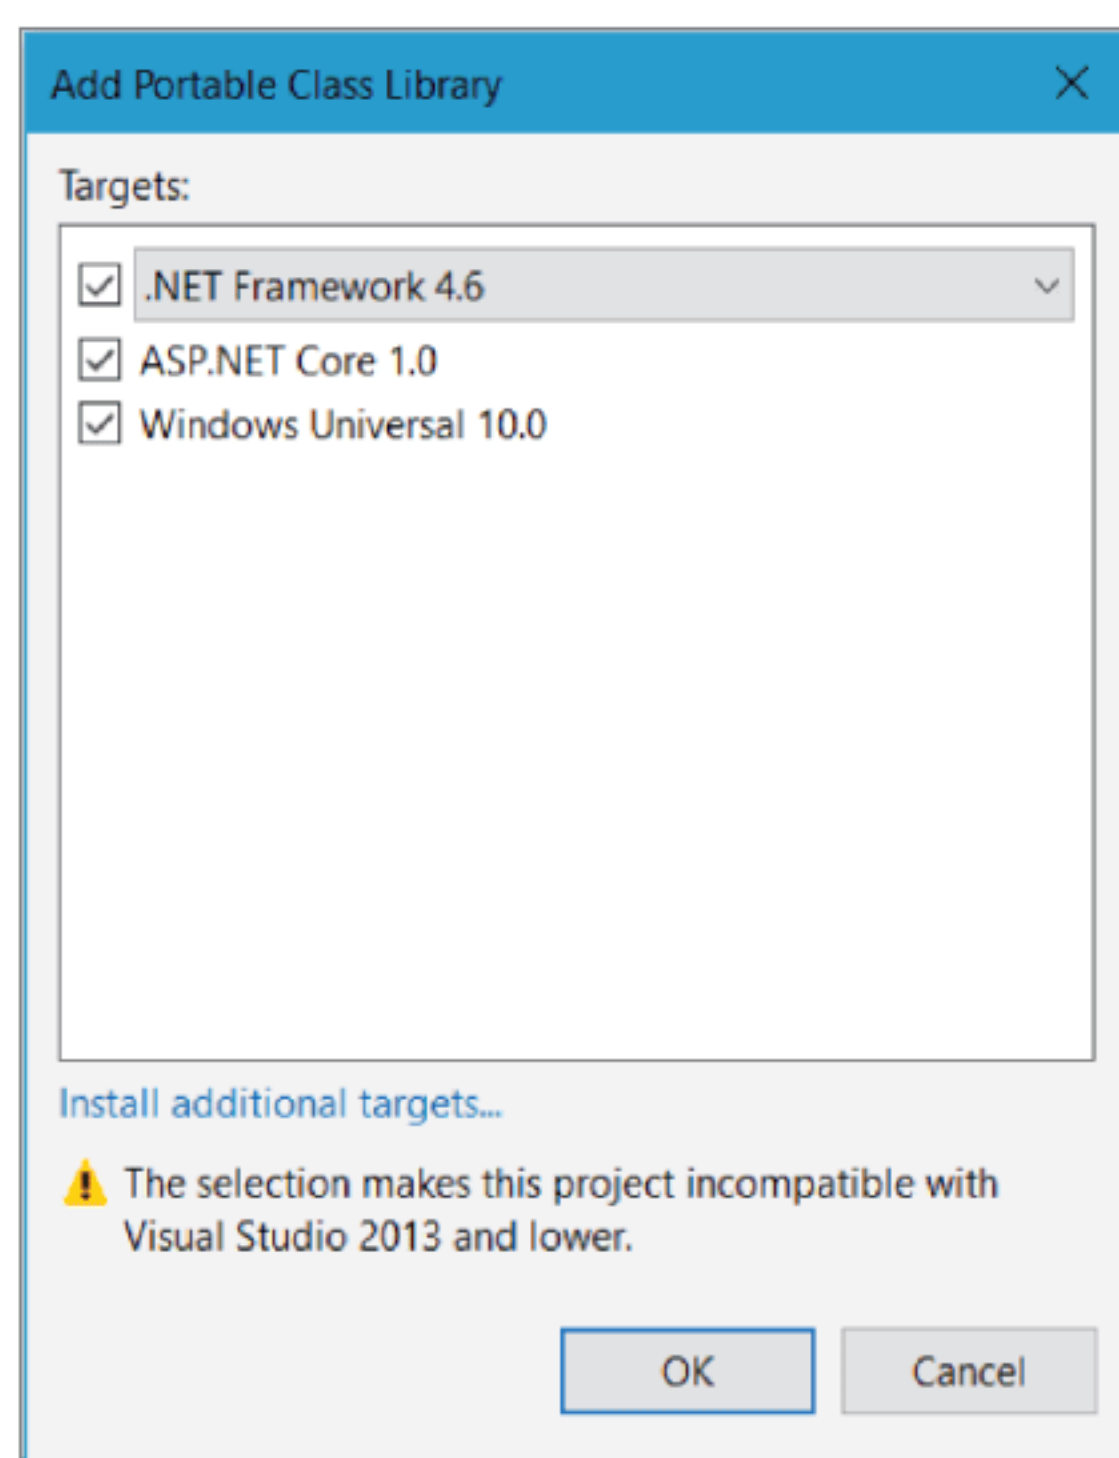 Add Portable Class Library
Targets:
.NET Framework 4.6
ASP.NET Core 1.0
Windows Universal 10.0
Install additional targets...
The selection makes this project incompatible with
Visual Studio 2013 and lower.
OK
Cancel